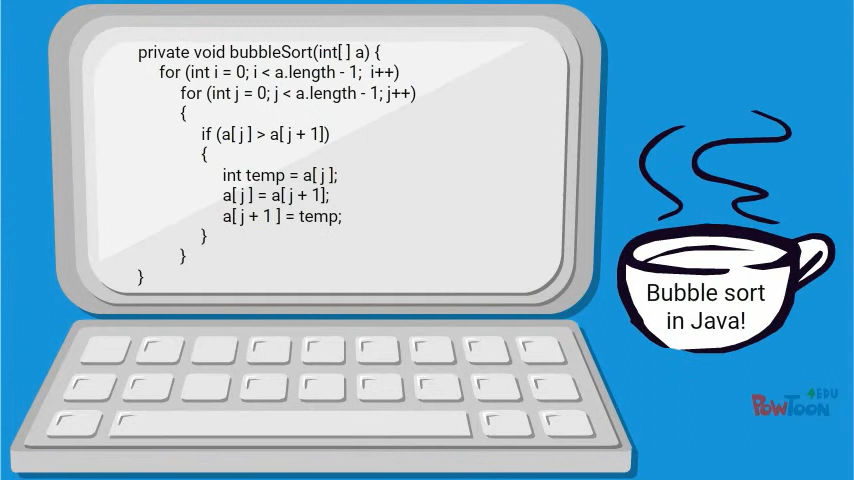 private void bubbleSort(int[ ] a) {
for (int i = 0; i < a.length - 1;  i++)
for (int j = 0; j < a.length - 1; j++)
{
if (a[ j ] > a[ j + 1])
{
int temp = a[ j ];
a[ j ] = a[ j + 1];
a[ j + 1 ] = temp;
}
}
}
Bubble sort
in Java!
EDU
PowToon